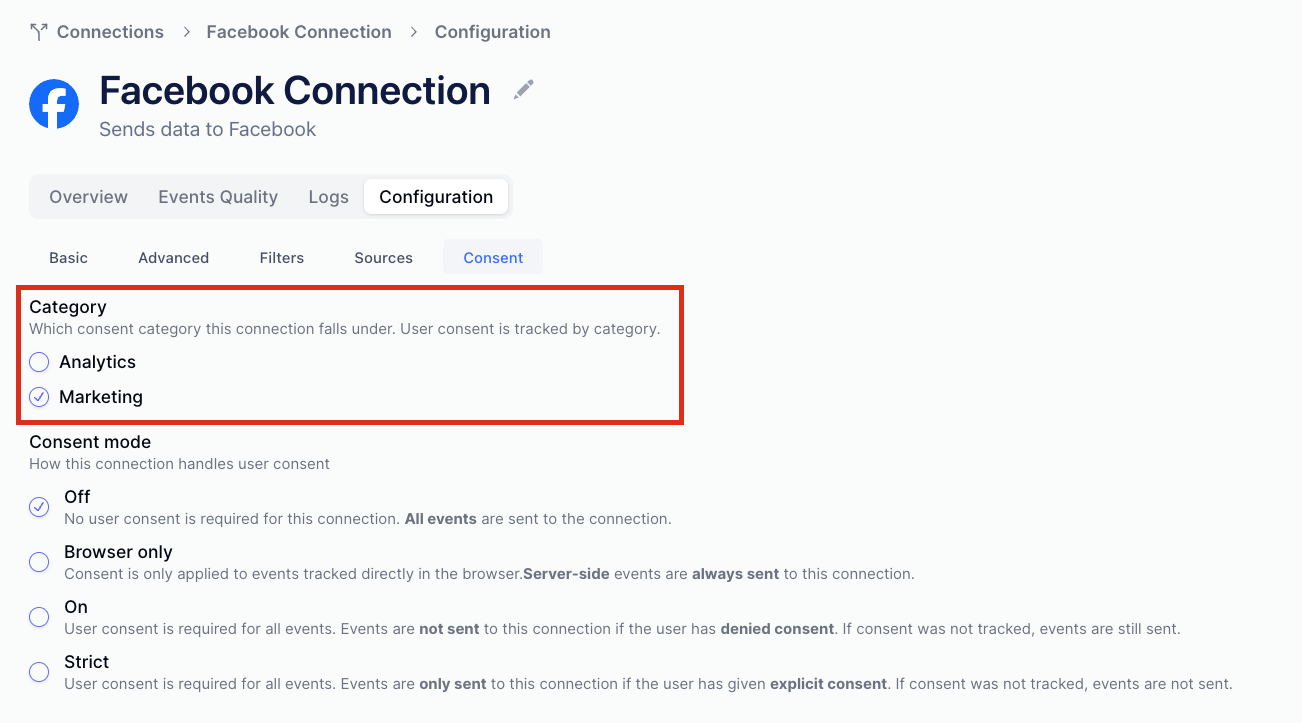 Connections > Facebook Connection > Configuration
Facebook Connection
Sends data to Facebook
Overview Events Quality Logs Configuration
Basic Advanced Filters Sources Consent
Category
Which consent category this connection falls under. User consent is tracked by category.
Analytics
Marketing
Consent mode
How this connection handles user consent
Off
No user consent is required for this connection. All events are sent to the connection.
Browser only
Consent is only applied to events tracked directly in the browser.Server-side events are always sent to this connection.
On
User consent is required for all events. Events are not sent to this connection if the user has denied consent. If consent was not tracked, events are still sent.
Strict
User consent is required for all events. Events are only sent to this connection if the user has given explicit consent. If consent was not tracked, events are not sent.